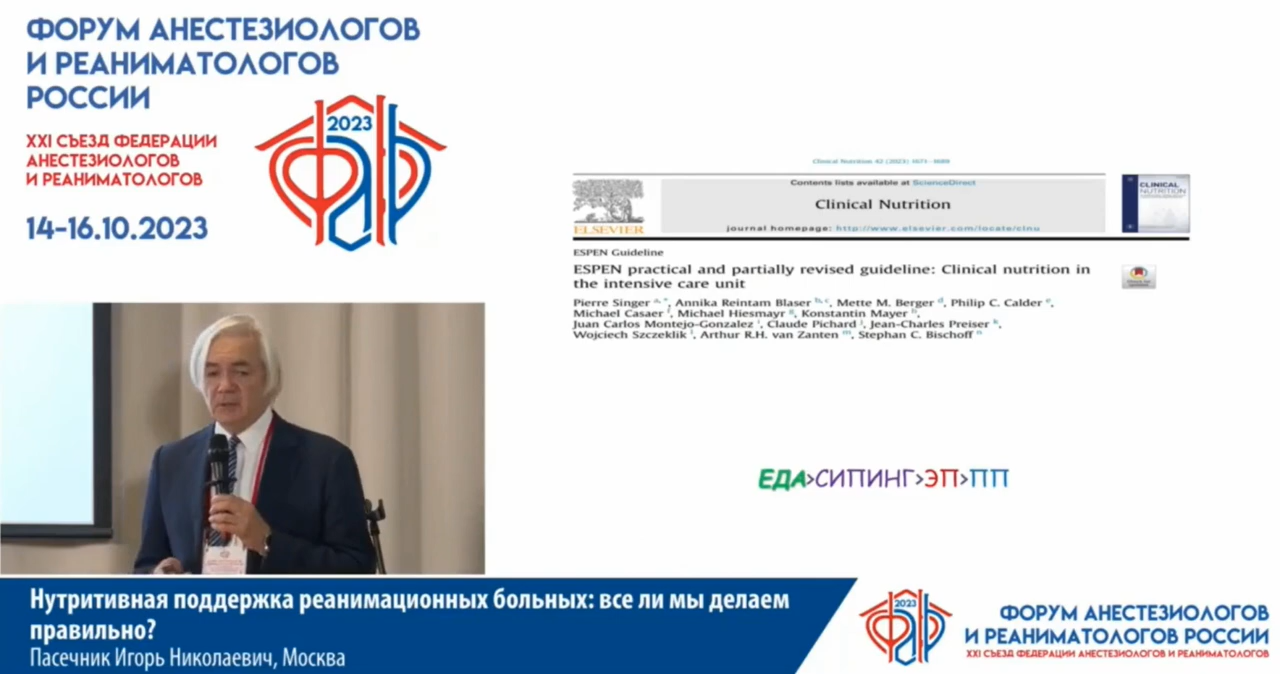 ФОРУМ АНЕСТЕЗИОЛОГОВ
И РЕАНИМАТОЛОГОВ
РОССИИ
XXI СЪЕЗД ФЕДЕРАЦИИ
АНЕСТЕЗИОЛОГОВ
И РЕАНИМАТОЛОГОВ
14-16.10.2023
2023
Clinical Nutrition 42 (2023) 1671-1689
Contents lists available at ScienceDirect
Clinical Nutrition
journal homepage: http://www.elsevier.com/locate/clnu
ELSEVIER
CLINICAL
NUTRITION
ESPEN Guideline
ESPEN practical and partially revised guideline: Clinical nutrition in
the intensive care unit
Pierre Singer a, *, Annika Reintam Blaser b, c, Mette M. Berger d, Philip C. Calder e,
Michael Casaer f, Michael Hiesmayr g, Konstantin Mayer h,
Juan Carlos Montejo-Gonzalez i, Claude Pichard j, Jean-Charles Preiser k,
Wojciech Szczeklik l, Arthur R.H. van Zanten m, Stephan C. Bischoff n
ЕДА>СИПИНГ>ЭП>ПП
Нутритивная поддержка реанимационных больных: все ли мы делаем
правильно?
Пасечник Игорь Николаевич, Москва
2023
ФОРУМ АНЕСТЕЗИОЛОГОВ
И РЕАНИМАТОЛОГОВ РОССИИ
XXI СЪЕЗД ФЕДЕРАЦИИ АНЕСТЕЗИОЛОГОВ И РЕАНИМАТОЛОГОВ